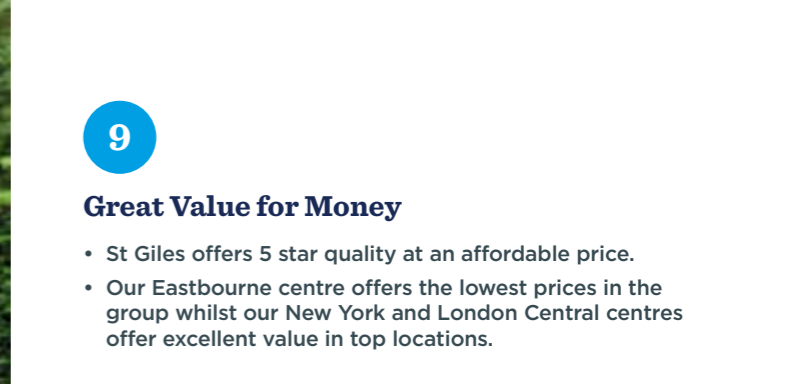 9
Great Value for Money
• St Giles offers 5 star quality at an affordable price.
• Our Eastbourne centre offers the lowest prices in the
group whilst our New York and London Central centres
offer excellent value in top locations.